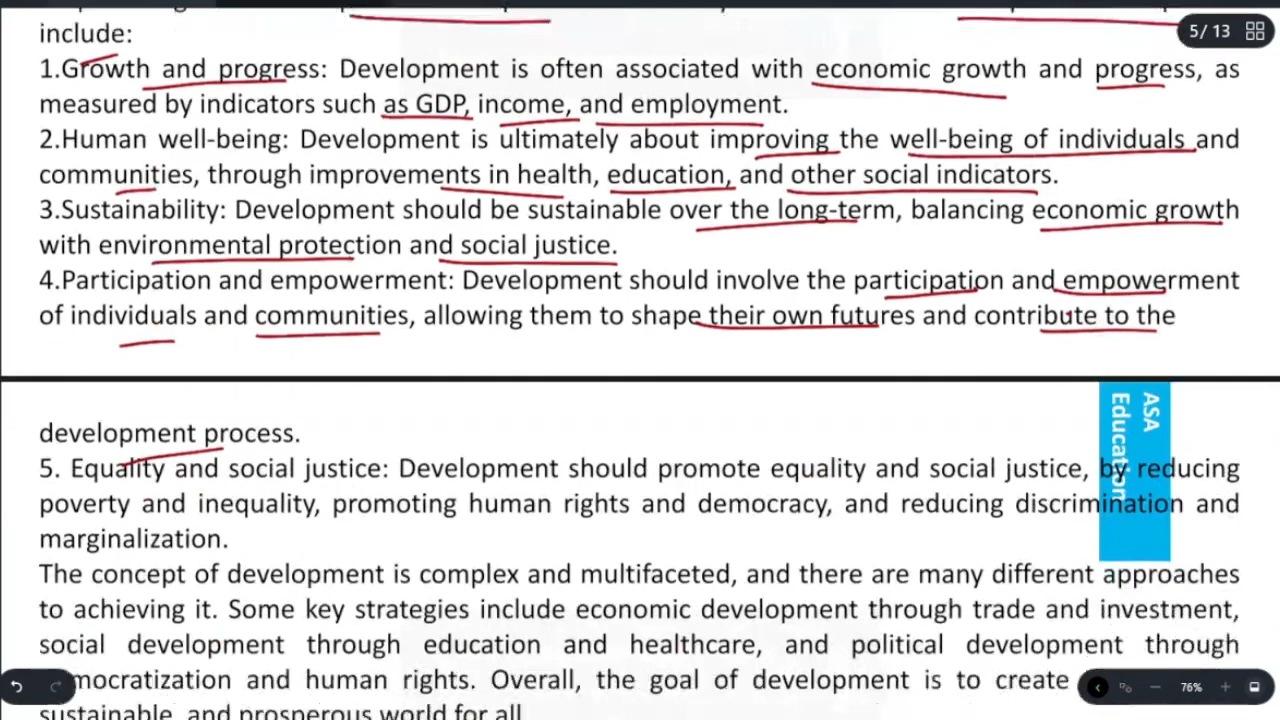 include:
5 / 13
1.Growth and progress: Development is often associated with economic growth and progress, as
measured by indicators such as GDP, income, and employment.
2.Human well-being: Development is ultimately about improving the well-being of individuals and
communities, through improvements in health, education, and other social indicators.
3.Sustainability: Development should be sustainable over the long-term, balancing economic growth
with environmental protection and social justice.
4.Participation and empowerment: Development should involve the participation and empowerment
of individuals and communities, allowing them to shape their own futures and contribute to the
ASA
Education
development process.
5. Equality and social justice: Development should promote equality and social justice, by reducing
poverty and inequality, promoting human rights and democracy, and reducing discrimination and
marginalization.
The concept of development is complex and multifaceted, and there are many different approaches
to achieving it. Some key strategies include economic development through trade and investment,
social development through education and healthcare, and political development through
mocratization and human rights. Overall, the goal of development is to create
76%
sustainable, and prosperous world for all